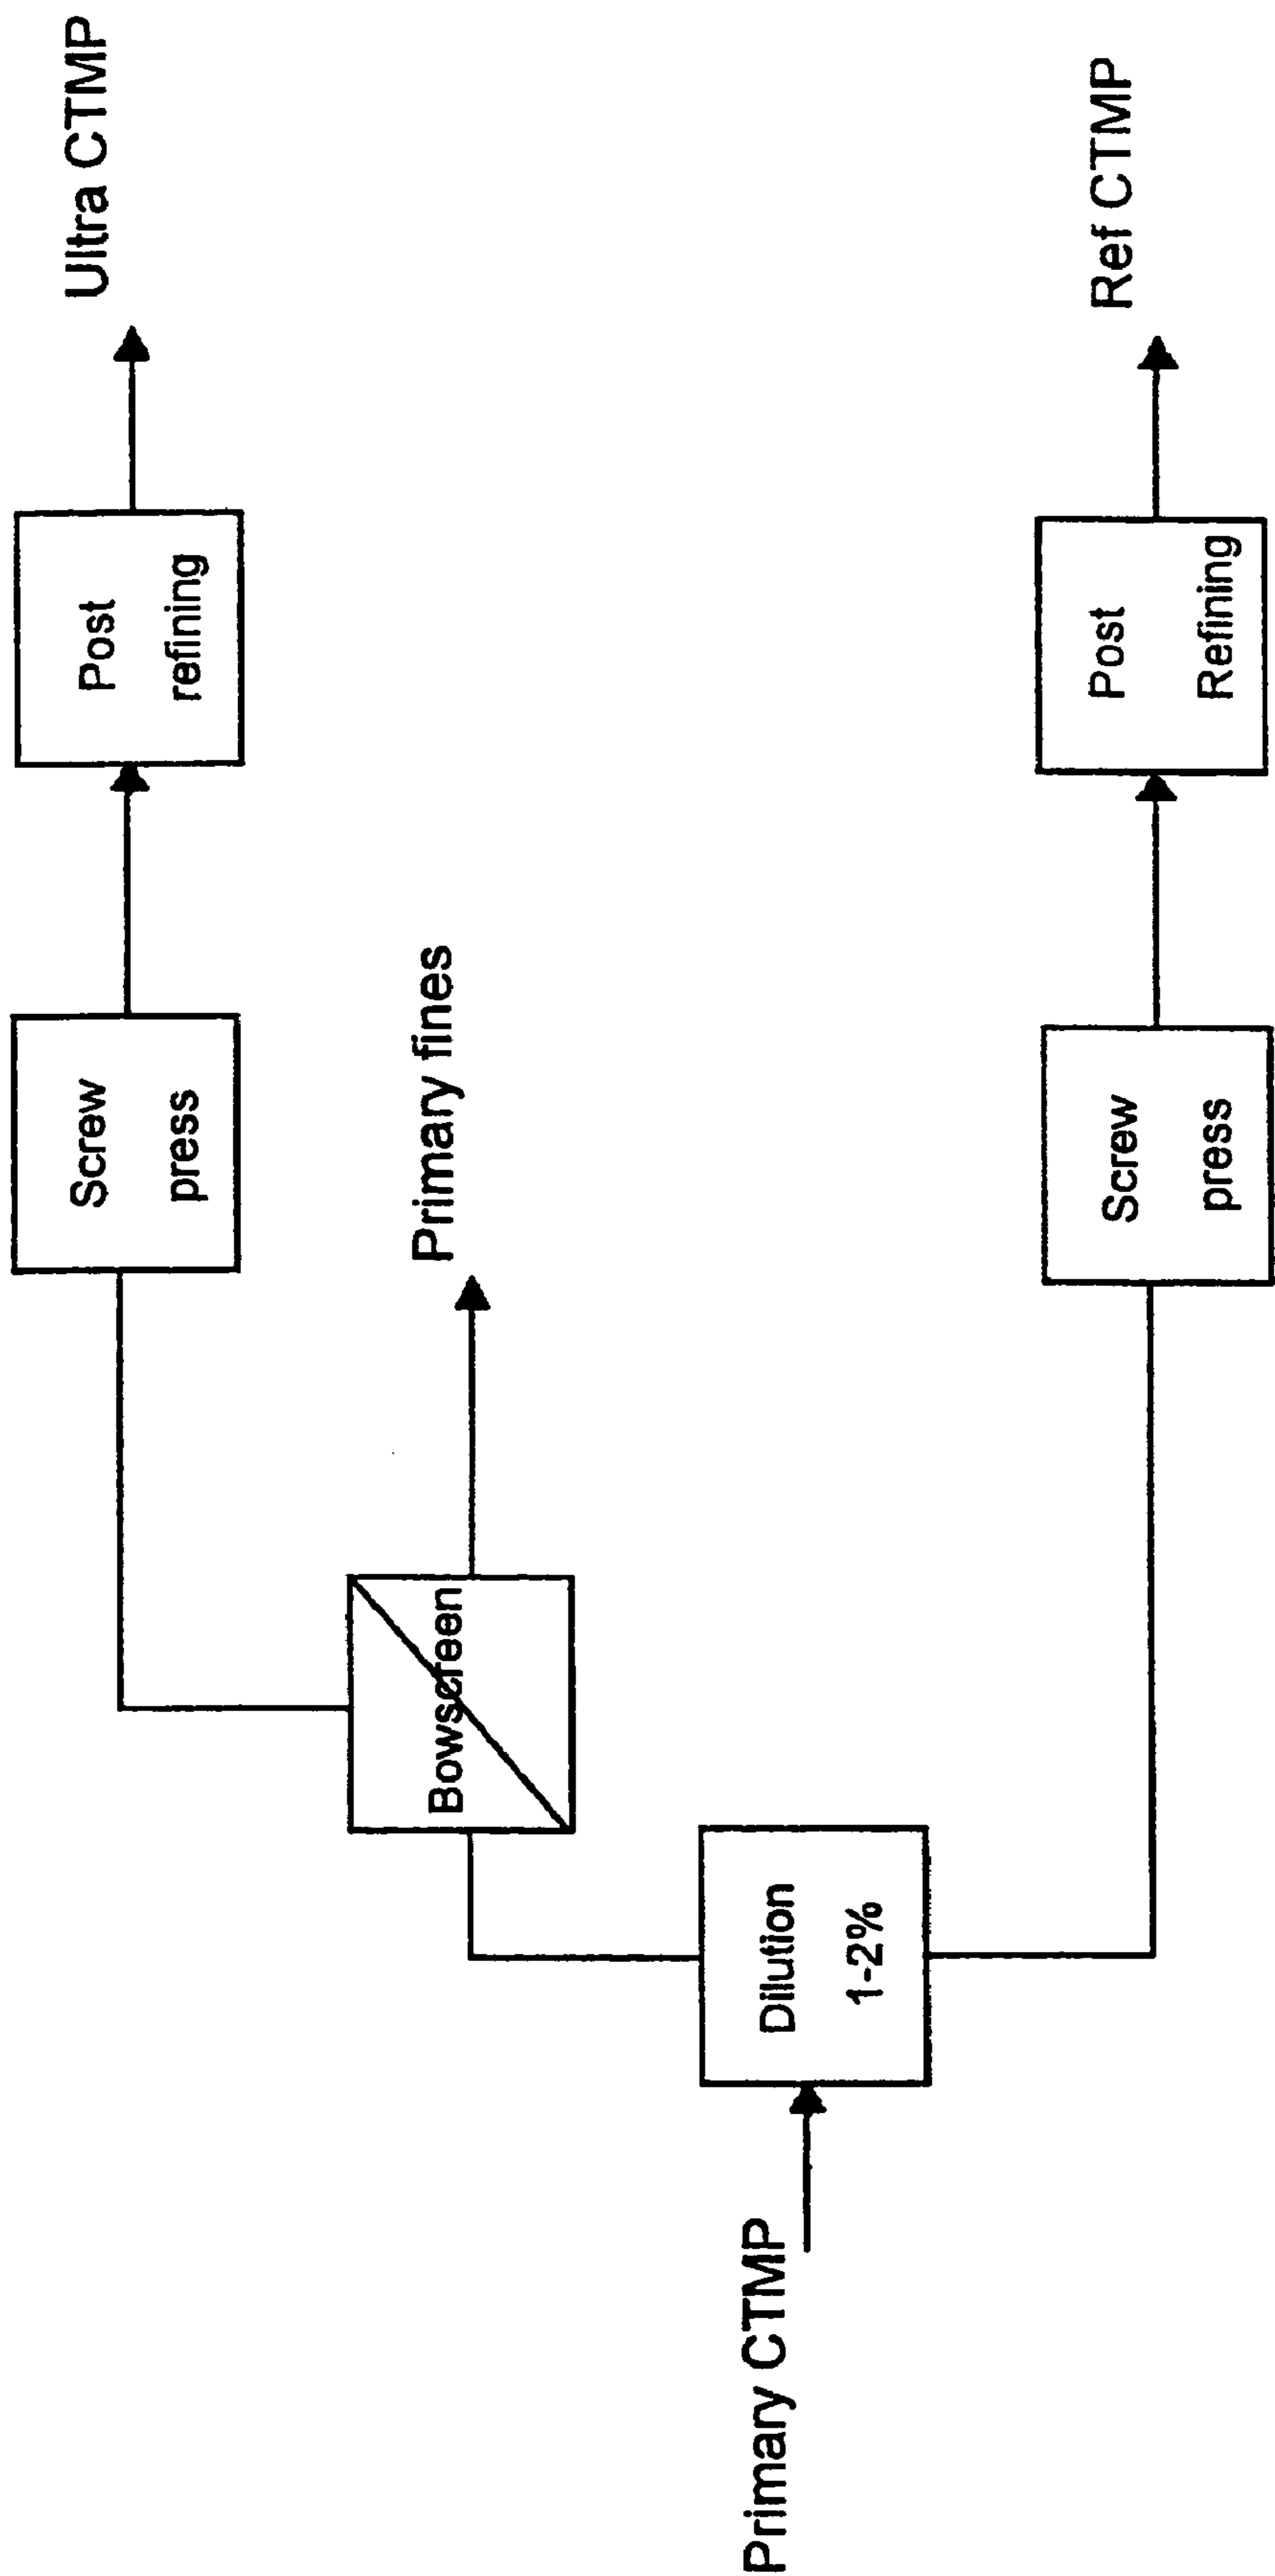 Ultra CTMP
Post
refining
Screw
press
Primary fines
Bowscreen
Dilution
1-2%
Primary CTMP
Screw
press
Post
Refining
Ref CTMP